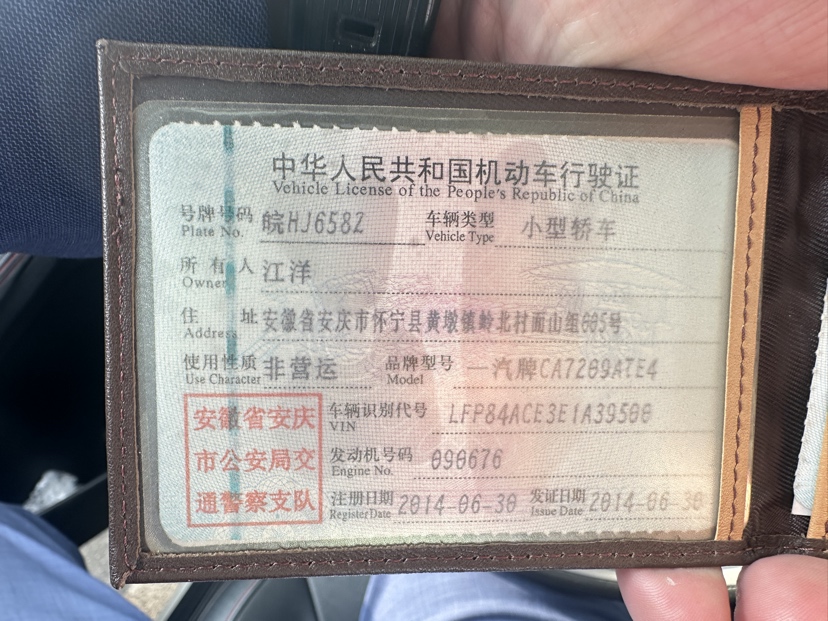 中华人民共和国机动车行驶证
Vehicle License of the People's Republic of China
号牌号码 皖HJ658Z 车辆类型 小型轿车
Plate No. Vehicle Type
所有人 江洋
Owner
住址 安徽省安庆市怀宁县黄墩镇岭北村面山组005号
Address
使用性质 非营运 品牌型号 一汽牌CA7209ATE4
Use Character Model
安徽省安庆
市公安局交
通警察支队
车辆识别代号 LFP84ACE3E1A39500
VIN
发动机号码 090676
Engine No.
注册日期 2014-06-30 发证日期 2014-06-30
Register Date Issue Date